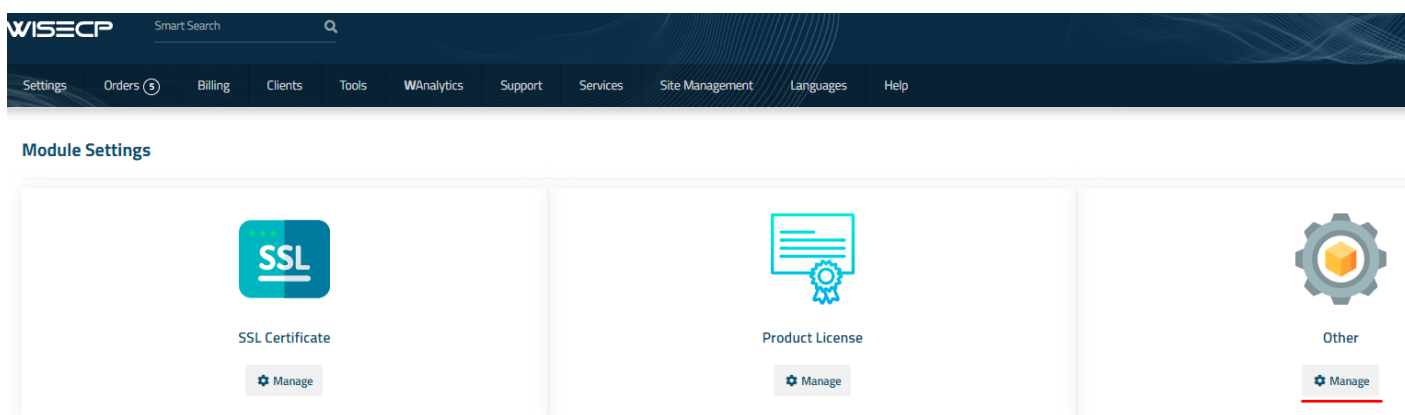 WISECP Smart Search
Settings Orders 5 Billing Clients Tools WAnalytics Support Services Site Management Languages Help
Module Settings
SSL
SSL Certificate Product License Other
Manage Manage Manage